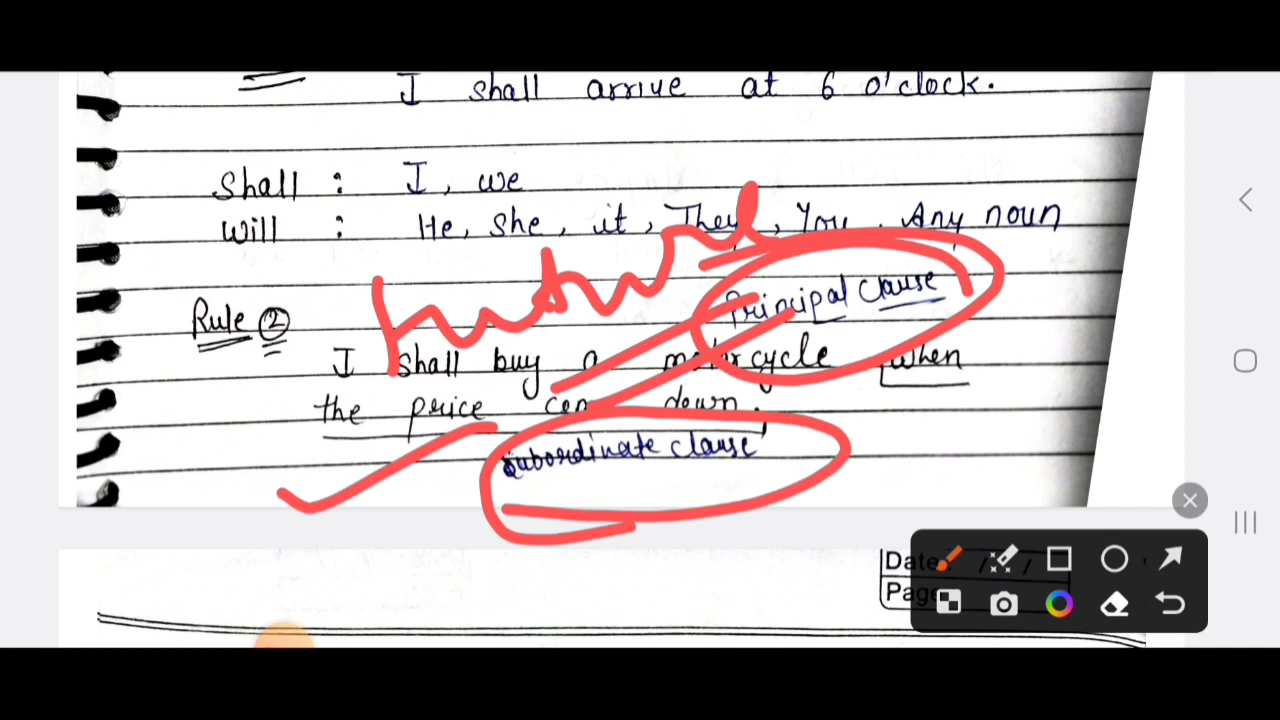 I shall arrive at 6 o'clock.
Shall : I, we
Will : He, she, it, They, You, Any noun
future
Principal Clause
Rule ②
I shall buy a motorcycle when
the price down.
subordinate clause
Date / /
Page